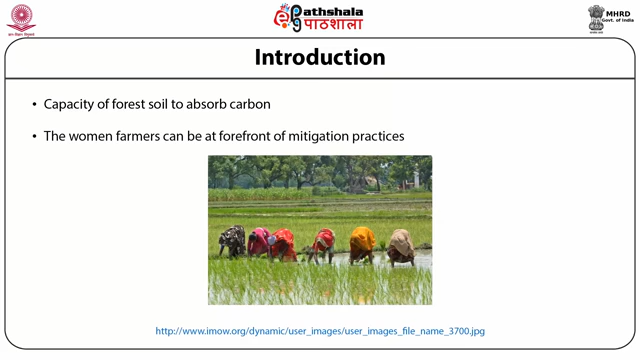 Pathshala
पाठशाला
MHRD
Govt. of India
Introduction
• Capacity of forest soil to absorb carbon
• The women farmers can be at forefront of mitigation practices
http://www.imow.org/dynamic/user_images/user_images_file_name_3700.jpg